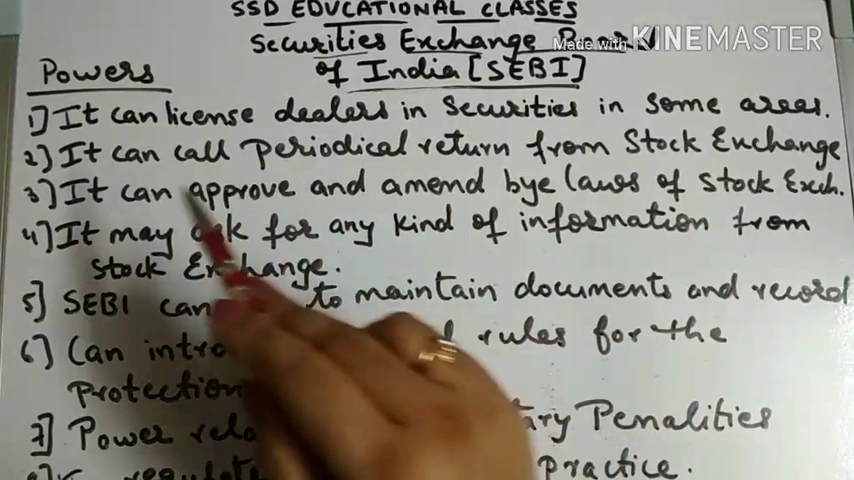 SSD EDUCATIONAL CLASSES
Securities Exchange Board
Made with KINEMASTER
of India [SEBI]
Powers
1] It can license dealers in securities in some areas.
2] It can call Periodical return from Stock Exchange
3] It can approve and amend bye laws of stock Exch.
4] It may ask for any kind of information from
stock Exchange.
5] SEBI can to maintain documents and record
6] Can rules for the
Protection
7] Power Penalities
practice.